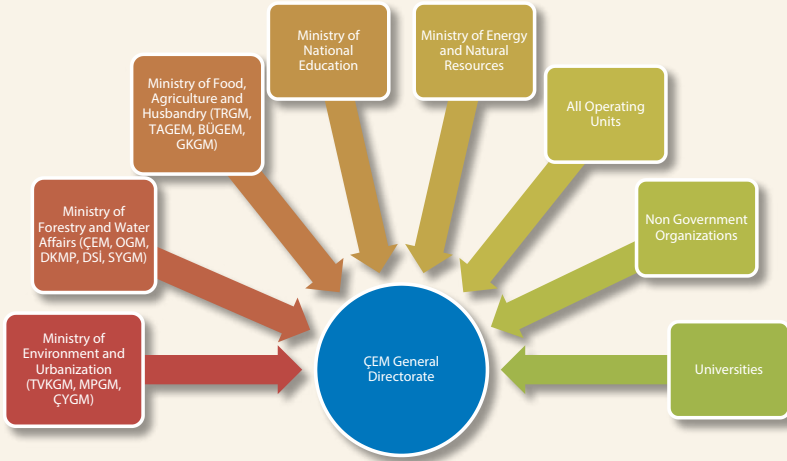 Ministry of
Environment and
Urbanization
(TVKGM, MPGM,
ÇYGM)
Ministry of
Forestry and Water
Affairs (ÇEM, OGM,
DKMP, DSİ, SYGM)
Ministry of Food,
Agriculture and
Husbandry (TRGM,
TAGEM, BÜGEM,
GKGM)
Ministry of
National
Education
Ministry of Energy
and Natural
Resources
All Operating
Units
Non Government
Organizations
Universities
ÇEM General
Directorate